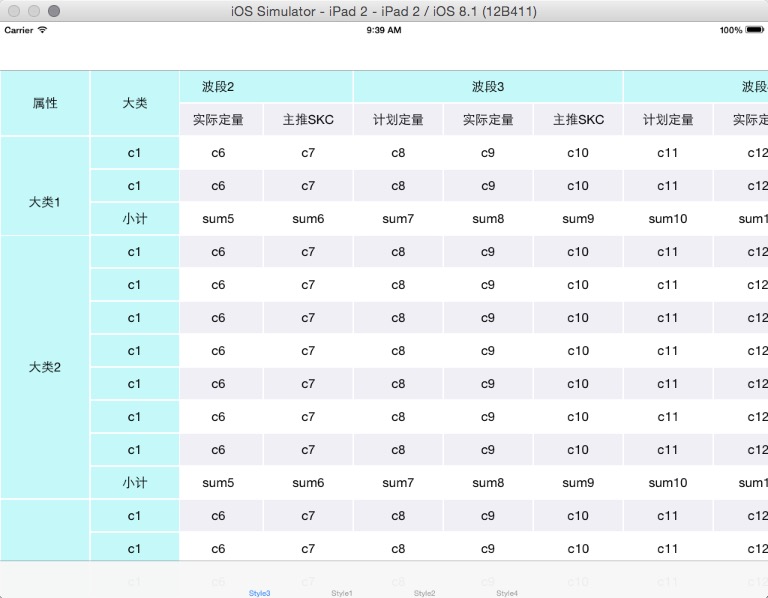 iOS Simulator - iPad 2 - iPad 2 / iOS 8.1 (12B411)
Carrier 9:39 AM 100%
属性 大类 波段2 波段3 波段
实际定量 主推SKC 计划定量 实际定量 主推SKC 计划定量 实际定
c1 c6 c7 c8 c9 c10 c11 c12
大类1 c1 c6 c7 c8 c9 c10 c11 c12
小计 sum5 sum6 sum7 sum8 sum9 sum10 sum1
c1 c6 c7 c8 c9 c10 c11 c12
c1 c6 c7 c8 c9 c10 c11 c12
c1 c6 c7 c8 c9 c10 c11 c12
c1 c6 c7 c8 c9 c10 c11 c12
大类2 c1 c6 c7 c8 c9 c10 c11 c12
c1 c6 c7 c8 c9 c10 c11 c12
c1 c6 c7 c8 c9 c10 c11 c12
小计 sum5 sum6 sum7 sum8 sum9 sum10 sum1
c1 c6 c7 c8 c9 c10 c11 c12
c1 c6 c7 c8 c9 c10 c11 c12
c1 c6 c7 c8 c9 c10 c11 c12
Style3 Style1 Style2 Style4